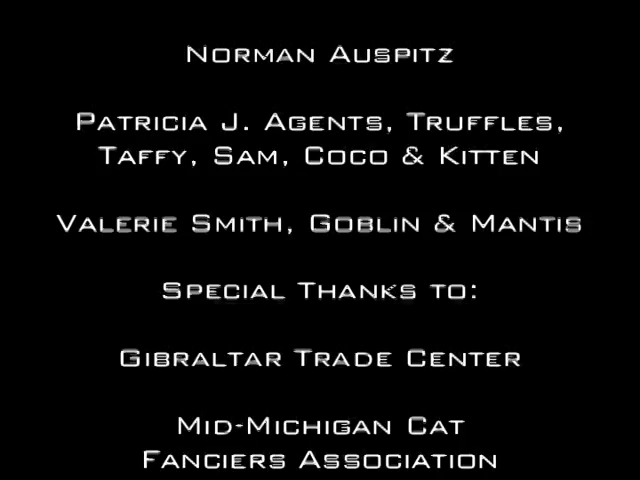 Norman Auspitz
Patricia J. Agents, Truffles,
Taffy, Sam, Coco & Kitten
Valerie Smith, Goblin & Mantis
Special Thanks to:
Gibraltar Trade Center
Mid-Michigan Cat
Fanciers Association